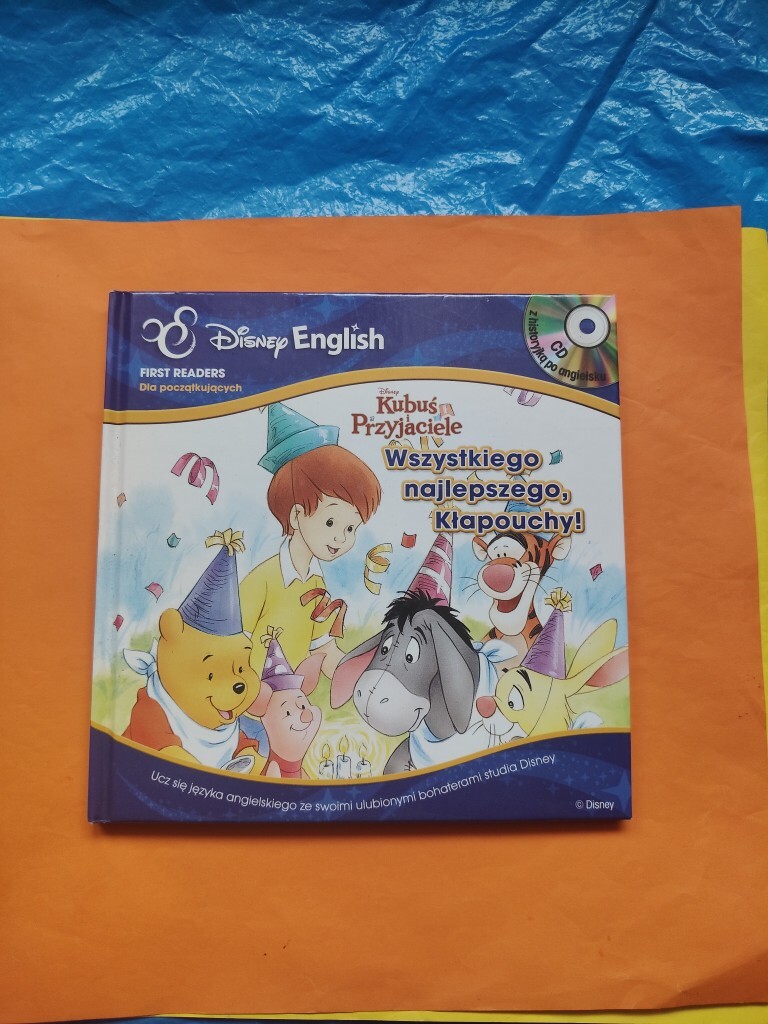 Disney English
FIRST READERS
Dla początkujących
CD
z historyjką po angielsku
Disney
Kubuś
i
Przyjaciele
Wszystkiego
najlepszego,
Kłapouchy!
Ucz się języka angielskiego ze swoimi ulubionymi bohaterami studia Disney
© Disney